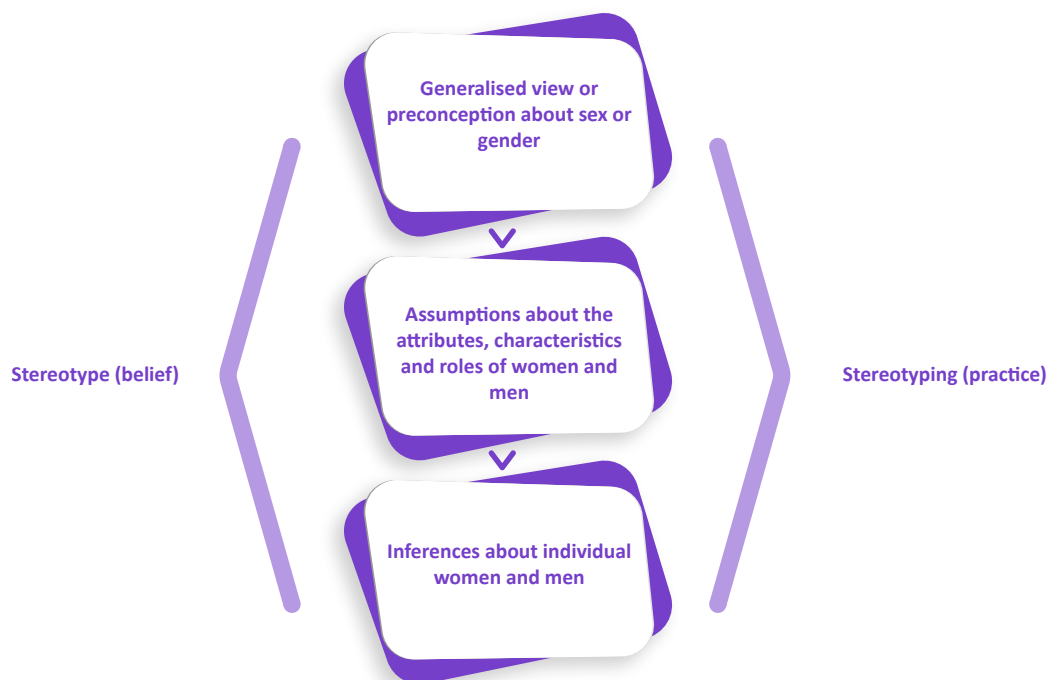 Generalised view or
preconception about sex or
gender
Assumptions about the
attributes, characteristics
and roles of women and
men
Stereotype (belief)
Stereotyping (practice)
Inferences about individual
women and men